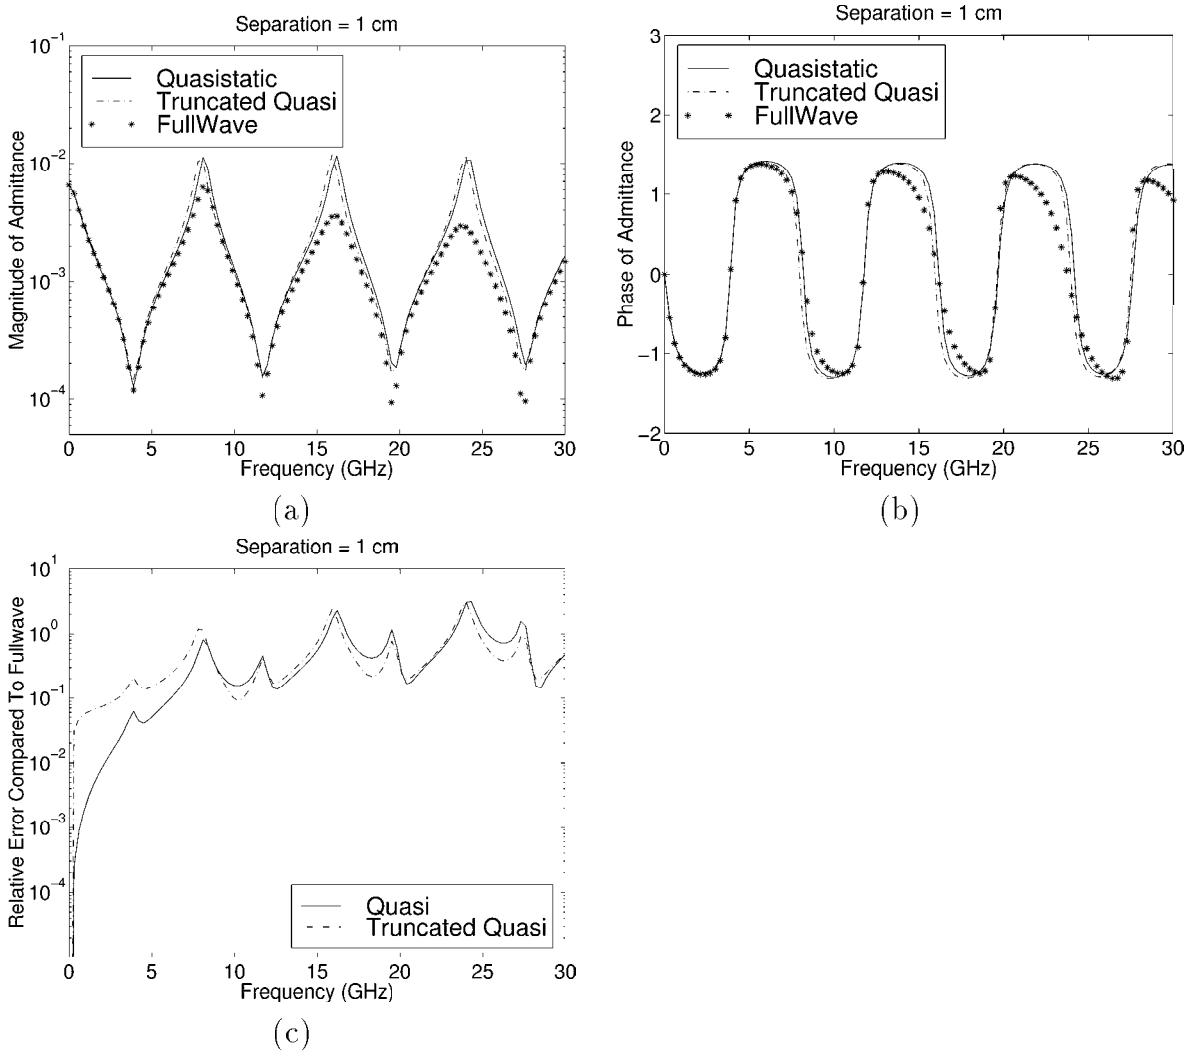 Separation = 1 cm
Magnitude of Admittance
10^-1
10^-2
10^-3
10^-4
Quasistatic
Truncated Quasi
FullWave
0 5 10 15 20 25 30
Frequency (GHz)
(a)
Separation = 1 cm
Phase of Admittance
3
2
1
0
−1
−2
Quasistatic
Truncated Quasi
FullWave
0 5 10 15 20 25 30
Frequency (GHz)
(b)
Separation = 1 cm
Relative Error Compared To Fullwave
10^1
10^0
10^-1
10^-2
10^-3
10^-4
Quasi
Truncated Quasi
0 5 10 15 20 25 30
Frequency (GHz)
(c)